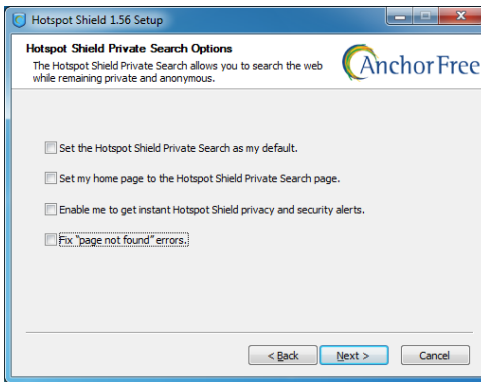 Hotspot Shield 1.56 Setup
Hotspot Shield Private Search Options
The Hotspot Shield Private Search allows you to search the web
while remaining private and anonymous.
AnchorFree
Set the Hotspot Shield Private Search as my default.
Set my home page to the Hotspot Shield Private Search page.
Enable me to get instant Hotspot Shield privacy and security alerts.
Fix "page not found" errors.
< Back Next > Cancel